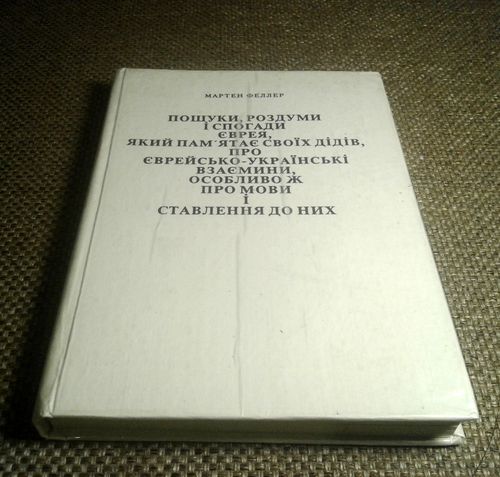 МАРТЕН ФЕЛЛЕР
ПОШУКИ, РОЗДУМИ
І СПОГАДИ
ЄВРЕЯ,
ЯКИЙ ПАМ'ЯТАЄ СВОЇХ ДІДІВ,
ПРО
ЄВРЕЙСЬКО-УКРАЇНСЬКІ
ВЗАЄМИНИ,
ОСОБЛИВО Ж
ПРО МОВИ
І
СТАВЛЕННЯ ДО НИХ